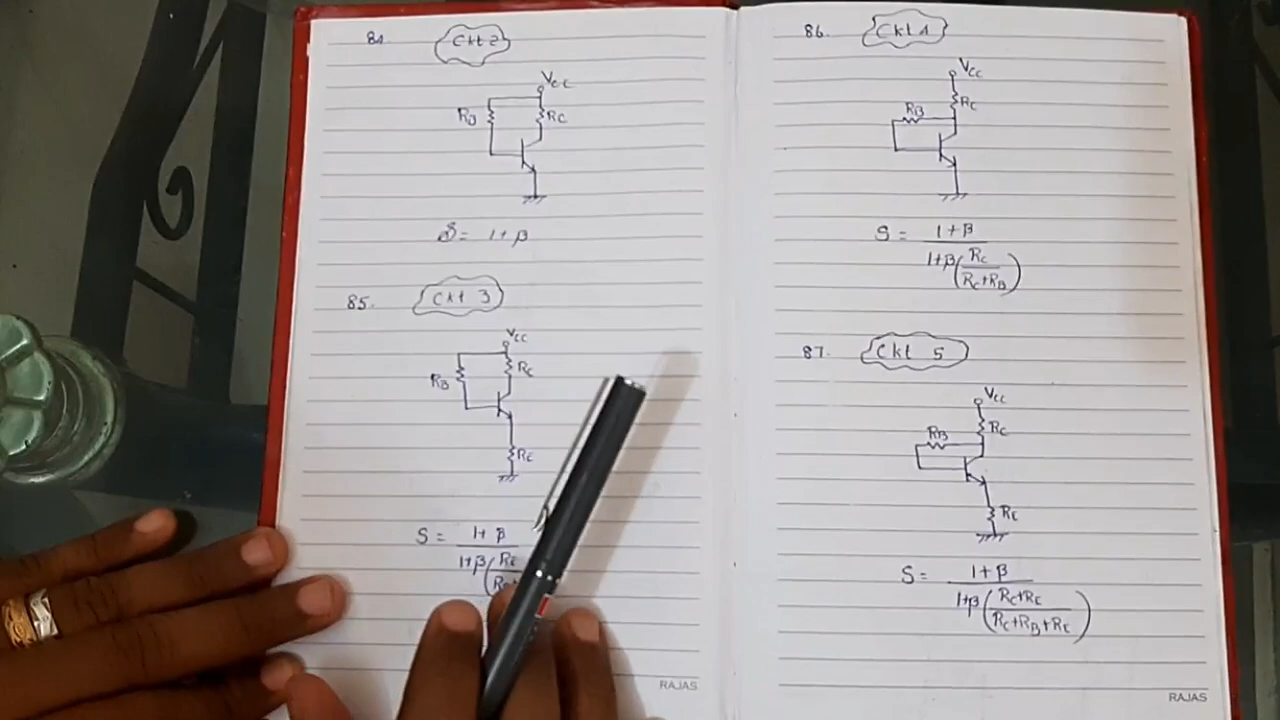 84.
Ckt 2
VCC
RB
RC
S = 1+β
85.
Ckt 3
VCC
RB
RC
RE
S = 1+β
1+β(RE
RAJAS
86.
Ckt 4
VCC
RB
RC
S = 1+β
1+β(RC
RC+RB)
87.
Ckt 5
VCC
RB
RC
RE
S = 1+β
1+β(RC+RE
RC+RB+RE)
RAJAS